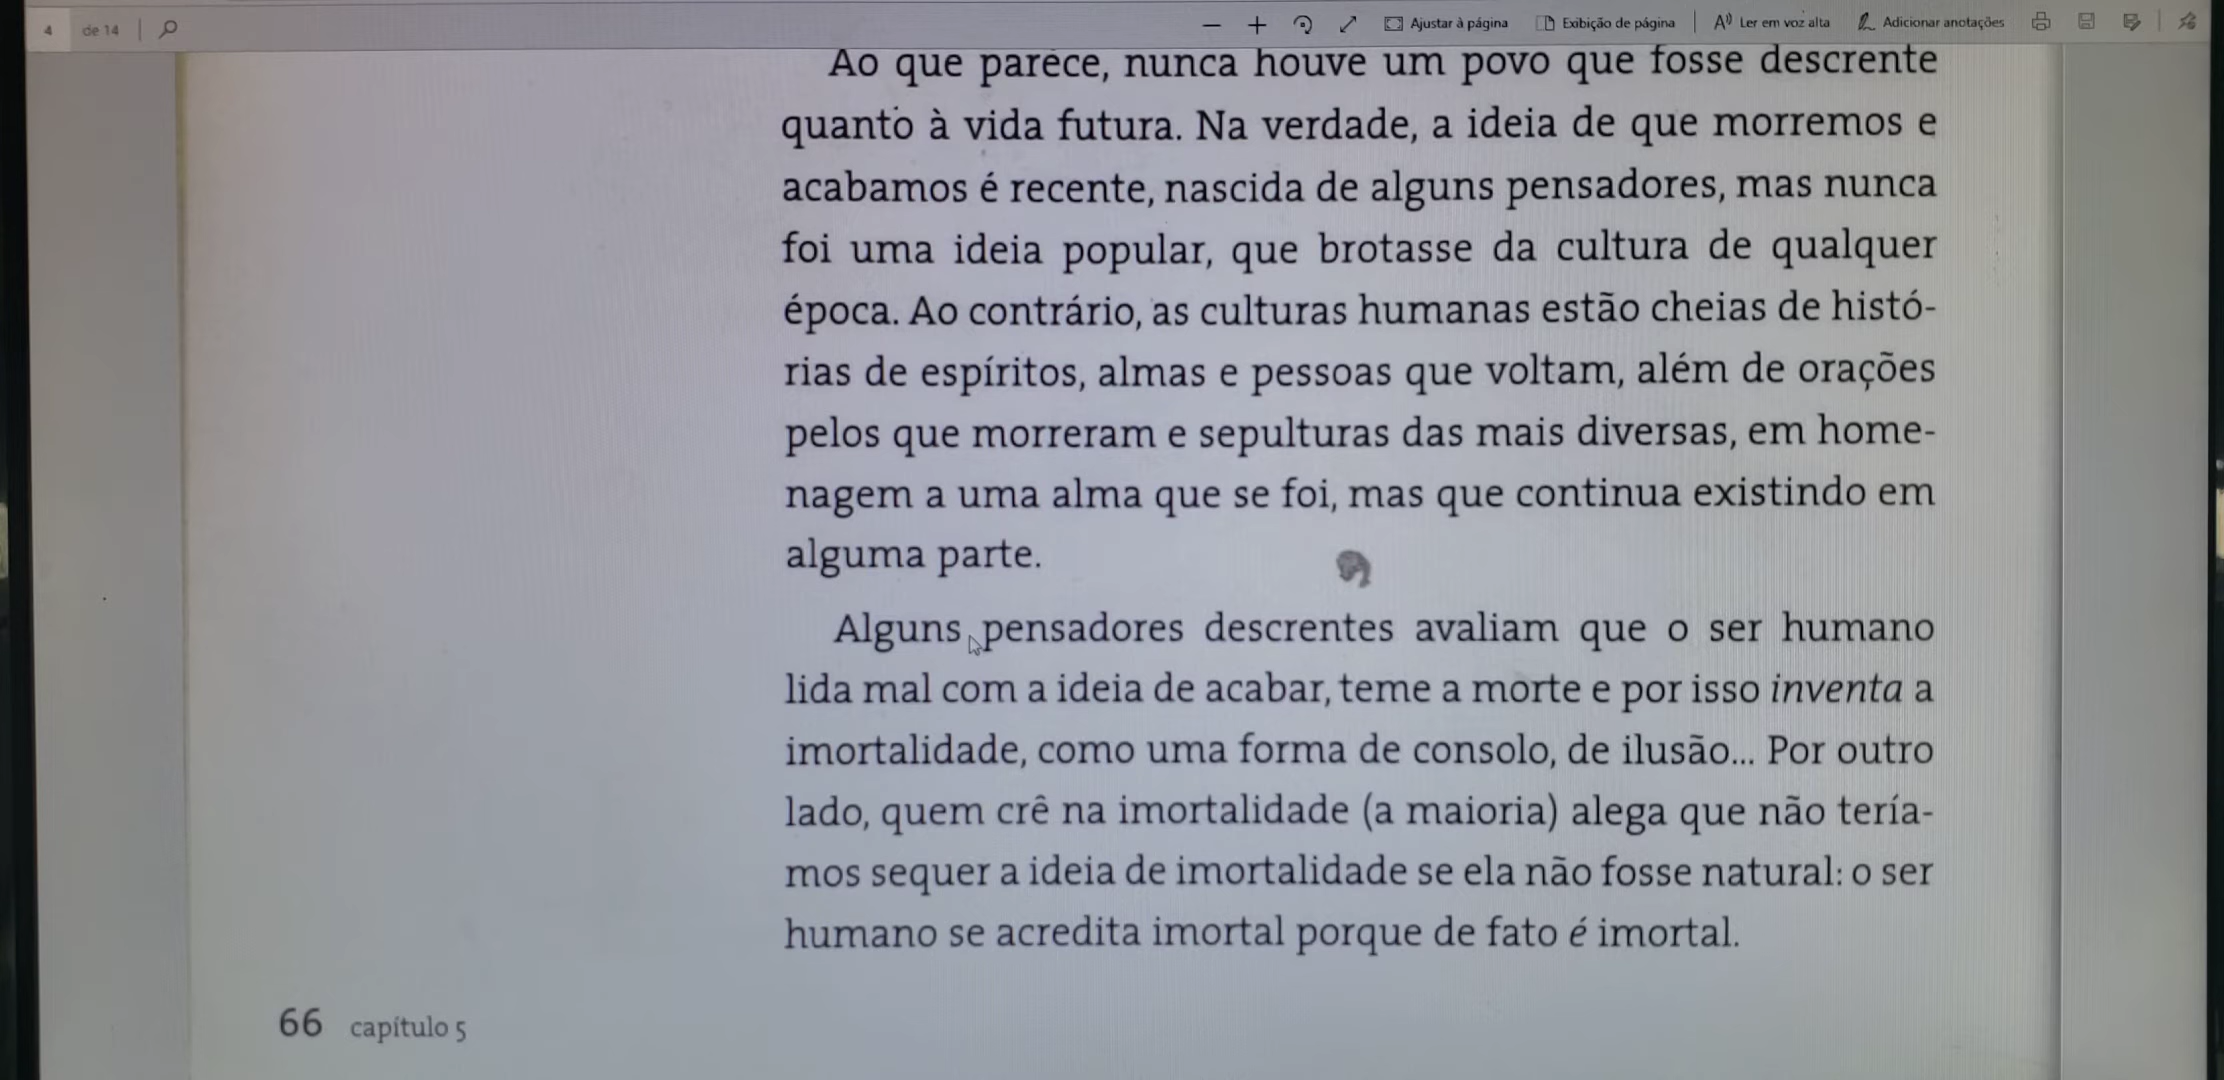 4 de 14 Ajustar à página Exibição de página Ler em voz alta Adicionar anotações
Ao que parece, nunca houve um povo que fosse descrente
quanto à vida futura. Na verdade, a ideia de que morremos e
acabamos é recente, nascida de alguns pensadores, mas nunca
foi uma ideia popular, que brotasse da cultura de qualquer
época. Ao contrário, as culturas humanas estão cheias de histó-
rias de espíritos, almas e pessoas que voltam, além de orações
pelos que morreram e sepulturas das mais diversas, em home-
nagem a uma alma que se foi, mas que continua existindo em
alguma parte.
Alguns pensadores descrentes avaliam que o ser humano
lida mal com a ideia de acabar, teme a morte e por isso inventa a
imortalidade, como uma forma de consolo, de ilusão... Por outro
lado, quem crê na imortalidade (a maioria) alega que não tería-
mos sequer a ideia de imortalidade se ela não fosse natural: o ser
humano se acredita imortal porque de fato é imortal.
66 capítulo 5